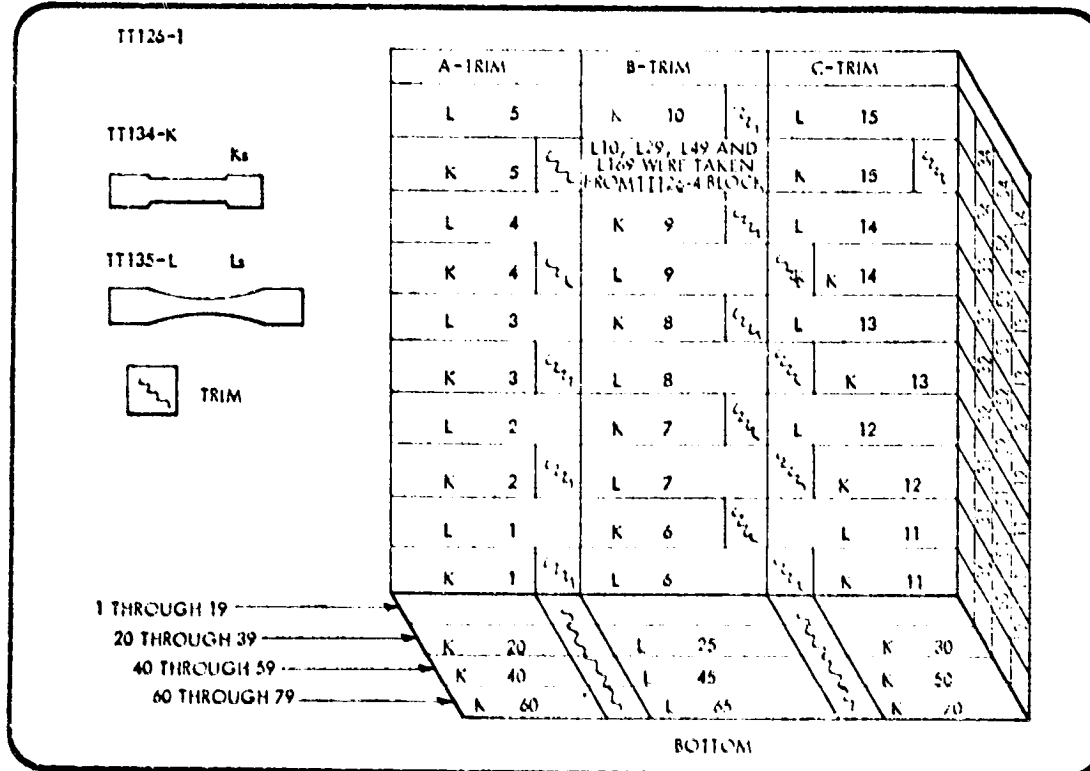 TT126-1
TT134-K
Ks
TT135-L Ls
TRIM
A-TRIM B-TRIM C-TRIM
L 5 K 10 L 15
K 5 L10, L29, L49 AND L169 WERE TAKEN FROM TT126-4 BLOCK K 15
L 4 K 9 L 14
K 4 L 9 K 14
L 3 K 8 L 13
K 3 L 8 K 13
L 2 K 7 L 12
K 2 L 7 K 12
L 1 K 6 L 11
K 1 L 6 K 11
1 THROUGH 19
20 THROUGH 39 K 20 L 25 K 30
40 THROUGH 59 K 40 L 45 K 50
60 THROUGH 79 K 60 L 65 K 70
BOTTOM